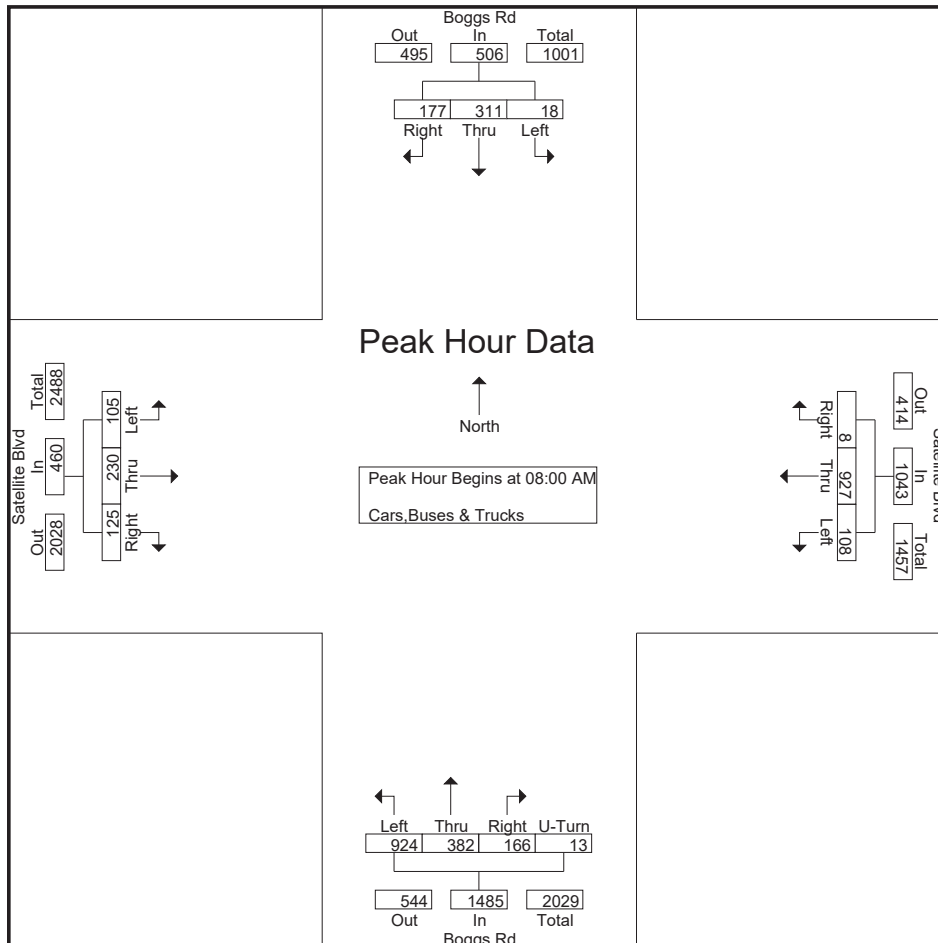 Boggs Rd
Out In Total
495 506 1001
177 311 18
Right Thru Left
Peak Hour Data
North
Peak Hour Begins at 08:00 AM
Cars,Buses & Trucks
Satellite Blvd
Out In Total
2028 460 2488
Right Thru Left
125 230 105
Satellite Blvd
Out In Total
414 1043 1457
Right Thru Left
8 927 108
Left Thru Right U-Turn
924 382 166 13
544 1485 2029
Out In Total
Boggs Rd